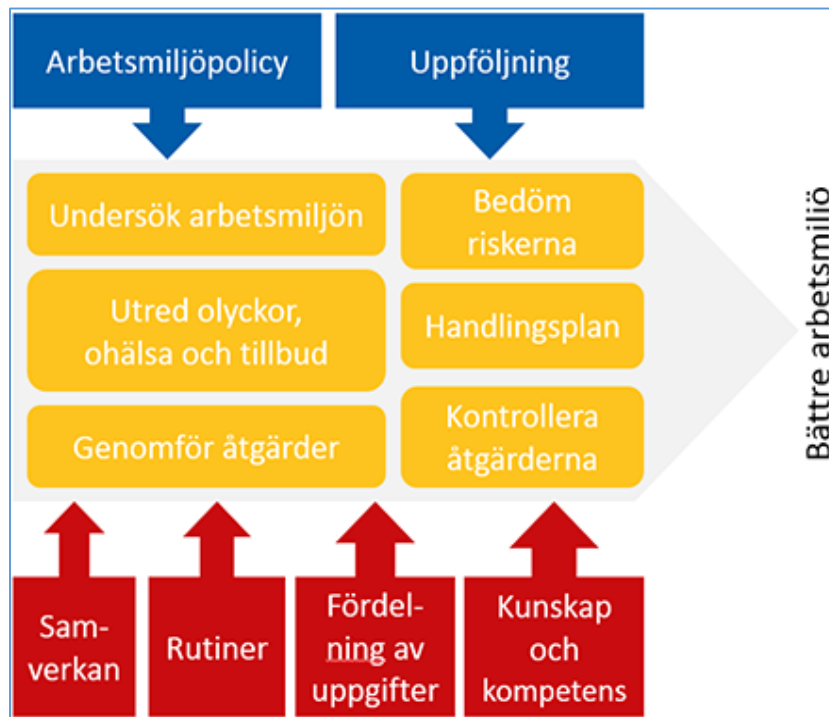 Arbetsmiljöpolicy
Uppföljning
Undersök arbetsmiljön
Bedöm
riskerna
Utred olyckor,
ohälsa och tillbud
Handlingsplan
Genomför åtgärder
Kontrollera
åtgärderna
Bättre arbetsmiljö
Sam-
verkan
Rutiner
Fördel-
ning av
uppgifter
Kunskap
och
kompetens